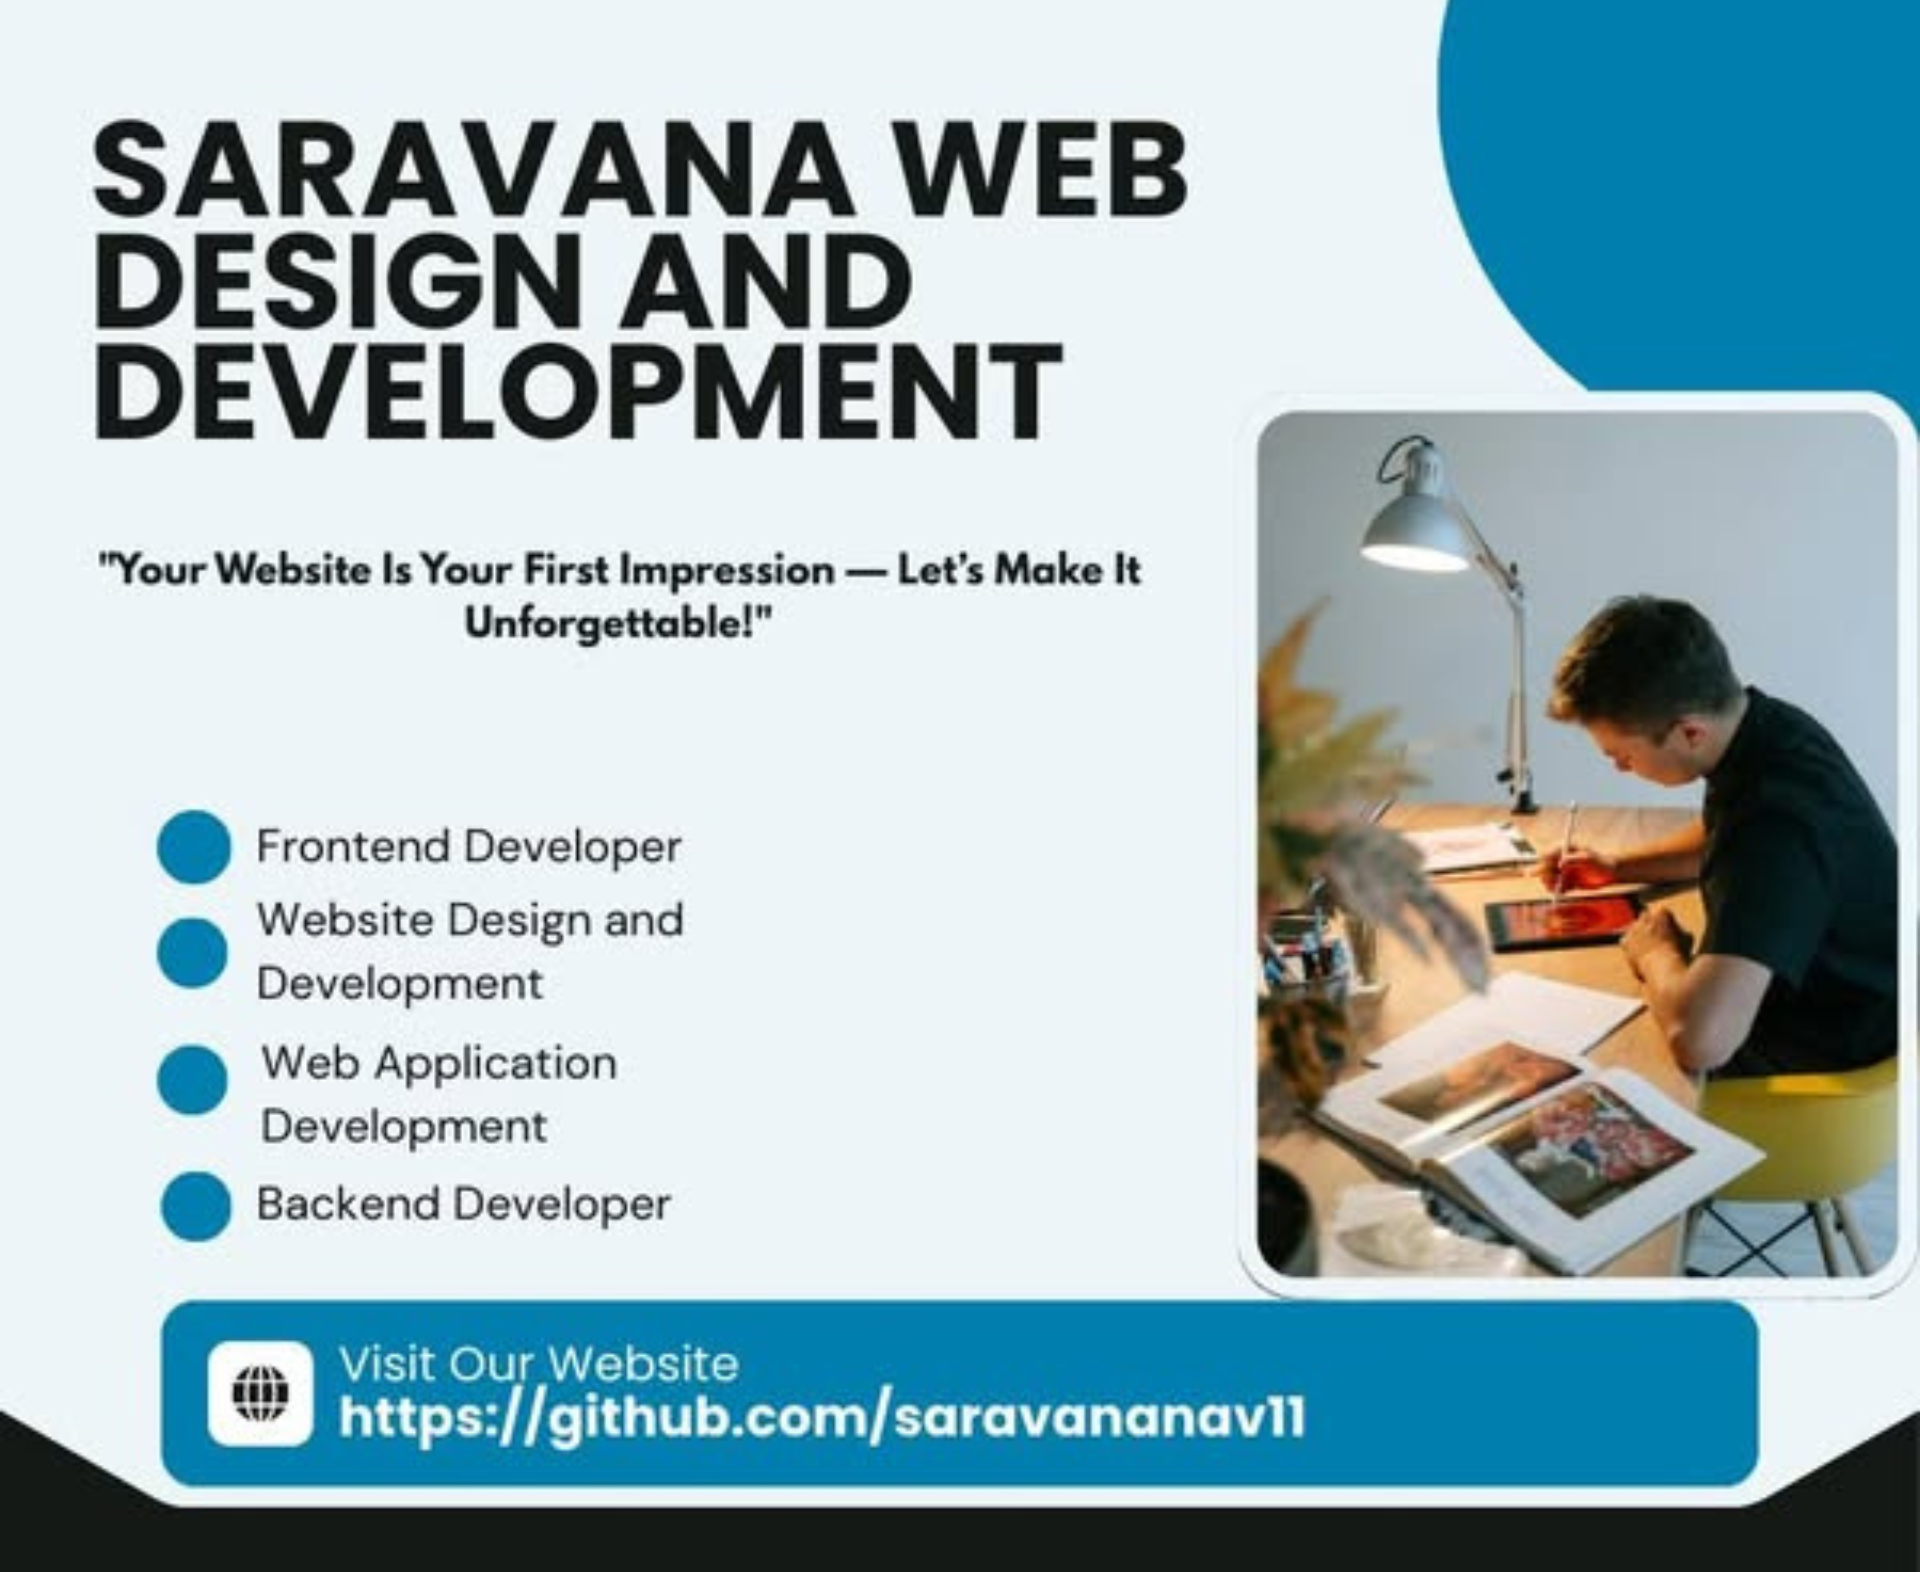 SARAVANA WEB
DESIGN AND
DEVELOPMENT
"Your Website Is Your First Impression — Let’s Make It
Unforgettable!"
Frontend Developer
Website Design and
Development
Web Application
Development
Backend Developer
Visit Our Website
https://github.com/saravananav11